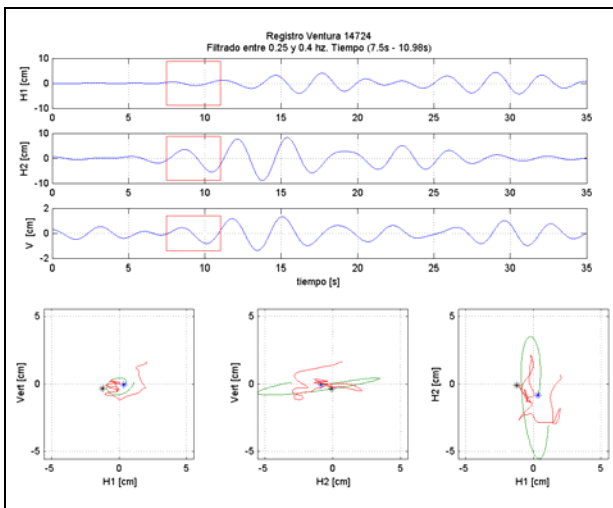 Registro Ventura 14724
Filtrado entre 0.25 y 0.4 hz. Tiempo (7.5s - 10.98s)
H1 [cm]
10
0
-10
0 5 10 15 20 25 30 35
H2 [cm]
10
0
-10
0 5 10 15 20 25 30 35
V [cm]
2
0
-2
0 5 10 15 20 25 30 35
tiempo [s]
Vert [cm]
5
0
-5
-5 0 5
H1 [cm]
Vert [cm]
5
0
-5
-5 0 5
H2 [cm]
H2 [cm]
5
0
-5
-5 0 5
H1 [cm]